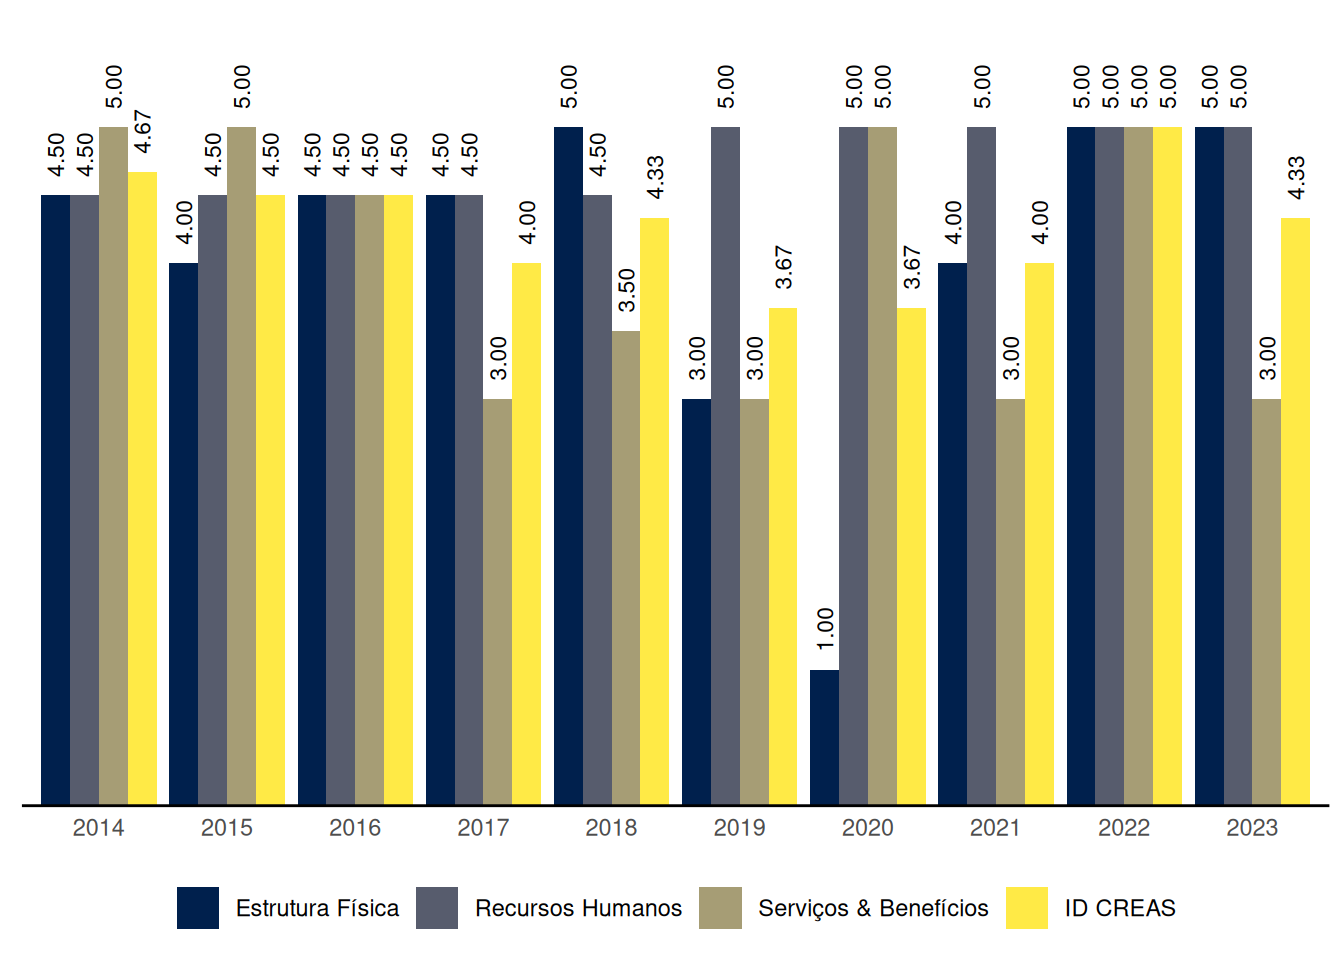 4.50 4.50 5.00 4.67
4.00 4.50 5.00 4.50
4.50 4.50 4.50 4.50
4.50 4.50 3.00 4.00
5.00 4.50 3.50 4.33
3.00 5.00 3.00 3.67
1.00 5.00 5.00 3.67
4.00 5.00 3.00 4.00
5.00 5.00 5.00 5.00
5.00 5.00 3.00 4.33
2014 2015 2016 2017 2018 2019 2020 2021 2022 2023
Estrutura Física Recursos Humanos Serviços & Benefícios ID CREAS